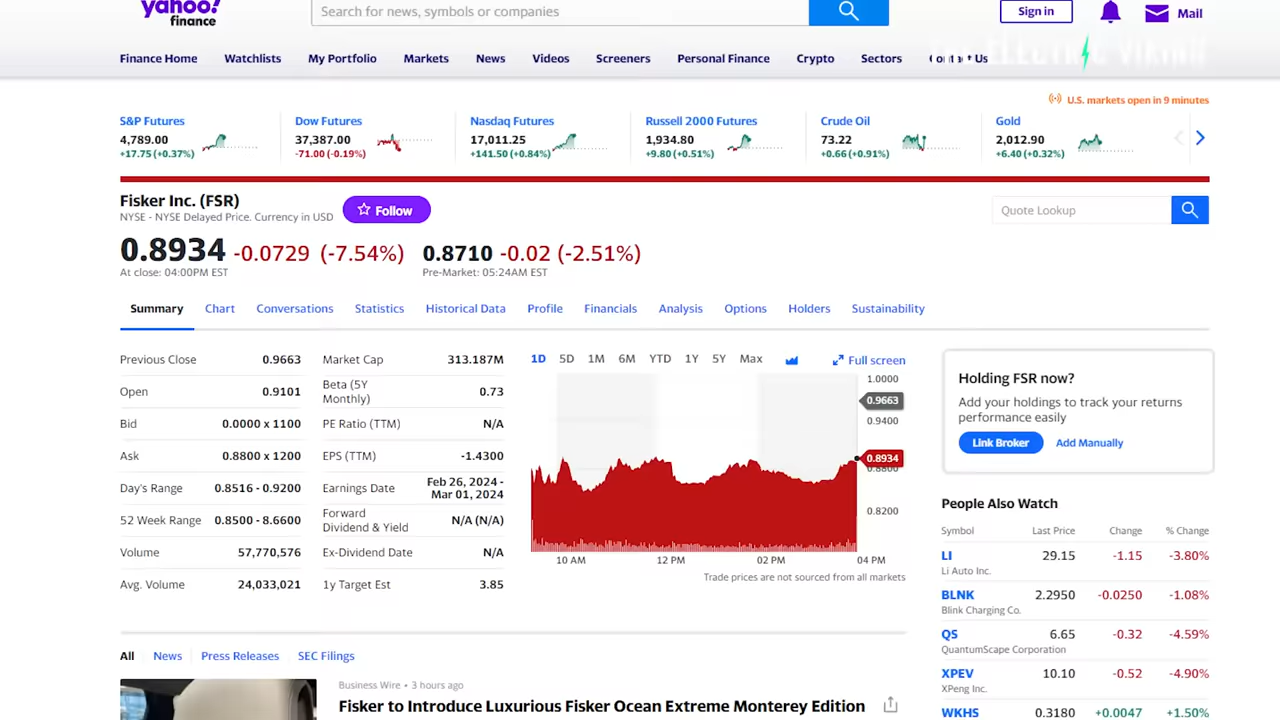 yahoo!
finance
Search for news, symbols or companies
Sign in
Mail
ELECTRIC VIKING
Finance Home
Watchlists
My Portfolio
Markets
News
Videos
Screeners
Personal Finance
Crypto
Sectors
Contact Us
U.S. markets open in 9 minutes
S&P Futures
4,789.00
+17.75 (+0.37%)
Dow Futures
37,387.00
-71.00 (-0.19%)
Nasdaq Futures
17,011.25
+141.50 (+0.84%)
Russell 2000 Futures
1,934.80
+9.80 (+0.51%)
Crude Oil
73.22
+0.66 (+0.91%)
Gold
2,012.90
+6.40 (+0.32%)
Fisker Inc. (FSR)
NYSE - NYSE Delayed Price. Currency in USD
Follow
Quote Lookup
0.8934 -0.0729 (-7.54%)
At close: 04:00PM EST
0.8710 -0.02 (-2.51%)
Pre-Market: 05:24AM EST
Summary
Chart
Conversations
Statistics
Historical Data
Profile
Financials
Analysis
Options
Holders
Sustainability
Previous Close 0.9663
Open 0.9101
Bid 0.0000 x 1100
Ask 0.8800 x 1200
Day's Range 0.8516 - 0.9200
52 Week Range 0.8500 - 8.6600
Volume 57,770,576
Avg. Volume 24,033,021
Market Cap 313.187M
Beta (5Y
Monthly) 0.73
PE Ratio (TTM) N/A
EPS (TTM) -1.4300
Earnings Date Feb 26, 2024 -
Mar 01, 2024
Forward
Dividend & Yield N/A (N/A)
Ex-Dividend Date N/A
1y Target Est 3.85
1D 5D 1M 6M YTD 1Y 5Y Max
Full screen
1.0000
0.9663
0.9400
0.8934
0.8800
0.8200
10 AM 12 PM 02 PM 04 PM
Trade prices are not sourced from all markets
Holding FSR now?
Add your holdings to track your returns
performance easily
Link Broker
Add Manually
People Also Watch
Symbol Last Price Change % Change
LI 29.15 -1.15 -3.80%
Li Auto Inc.
BLNK 2.2950 -0.0250 -1.08%
Blink Charging Co.
QS 6.65 -0.32 -4.59%
QuantumScape Corporation
XPEV 10.10 -0.52 -4.90%
XPeng Inc.
WKHS 0.3180 +0.0047 +1.50%
All
News
Press Releases
SEC Filings
Business Wire • 3 hours ago
Fisker to Introduce Luxurious Fisker Ocean Extreme Monterey Edition